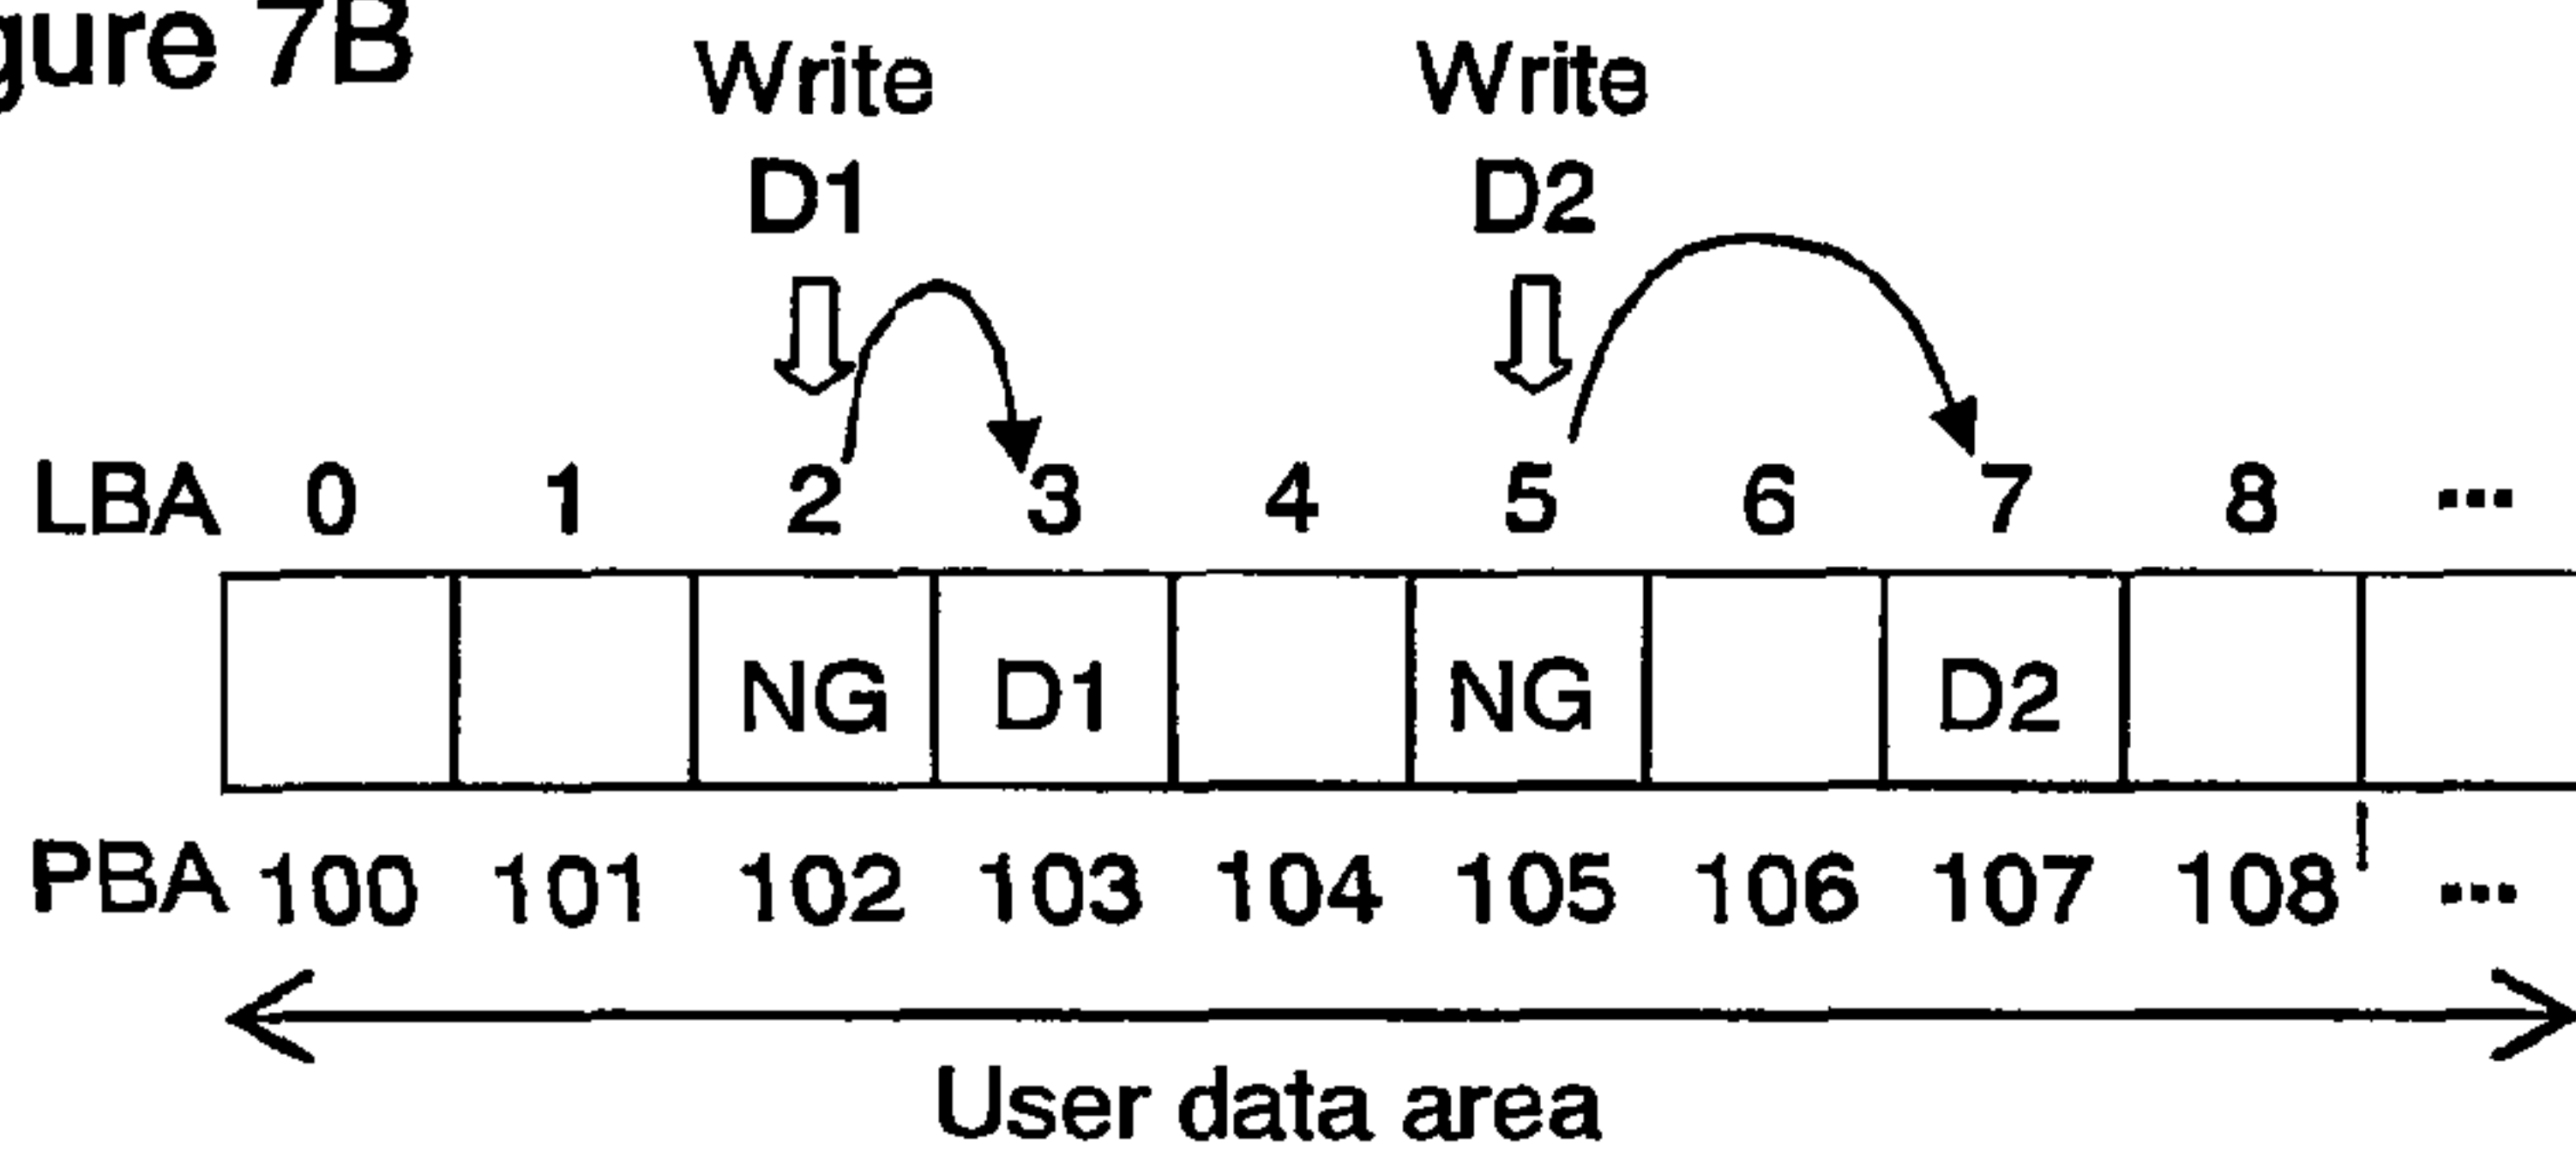 gure 7B
Write Write
D1 D2
LBA 0 1 2 3 4 5 6 7 8 ...
NG D1 NG D2
PBA 100 101 102 103 104 105 106 107 108 ...
User data area